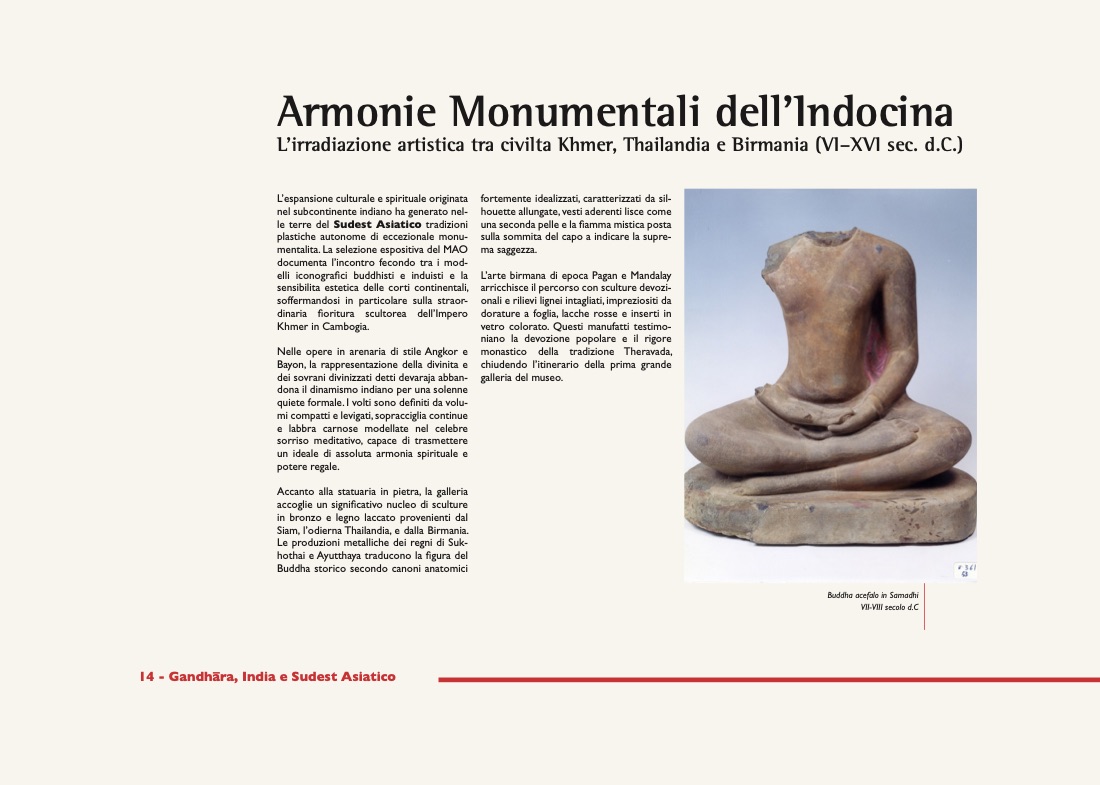 Armonie Monumentali dell'Indocina
L'irradiazione artistica tra civilta Khmer, Thailandia e Birmania (VI–XVI sec. d.C.)
L'espansione culturale e spirituale originata
nel subcontinente indiano ha generato nel-
le terre del Sudest Asiatico tradizioni
plastiche autonome di eccezionale monu-
mentalita. La selezione espositiva del MAO
documenta l'incontro fecondo tra i mod-
elli iconografici buddhisti e induisti e la
sensibilita estetica delle corti continentali,
soffermandosi in particolare sulla straor-
dinaria fioritura scultorea dell'Impero
Khmer in Cambogia.
Nelle opere in arenaria di stile Angkor e
Bayon, la rappresentazione della divinita e
dei sovrani divinizzati detti devaraja abban-
dona il dinamismo indiano per una solenne
quiete formale. I volti sono definiti da volu-
mi compatti e levigati, sopracciglia continue
e labbra carnose modellate nel celebre
sorriso meditativo, capace di trasmettere
un ideale di assoluta armonia spirituale e
potere regale.
Accanto alla statuaria in pietra, la galleria
accoglie un significativo nucleo di sculture
in bronzo e legno laccato provenienti dal
Siam, l'odierna Thailandia, e dalla Birmania.
Le produzioni metalliche dei regni di Suk-
hothai e Ayutthaya traducono la figura del
Buddha storico secondo canoni anatomici
fortemente idealizzati, caratterizzati da sil-
houette allungate, vesti aderenti lisce come
una seconda pelle e la fiamma mistica posta
sulla sommita del capo a indicare la supre-
ma saggezza.
L'arte birmana di epoca Pagan e Mandalay
arricchisce il percorso con sculture devozi-
onali e rilievi lignei intagliati, impreziositi da
dorature a foglia, lacche rosse e inserti in
vetro colorato. Questi manufatti testimo-
niano la devozione popolare e il rigore
monastico della tradizione Theravada,
chiudendo l'itinerario della prima grande
galleria del museo.
Buddha acefalo in Samadhi
VII-VIII secolo d.C
14 - Gandhāra, India e Sudest Asiatico